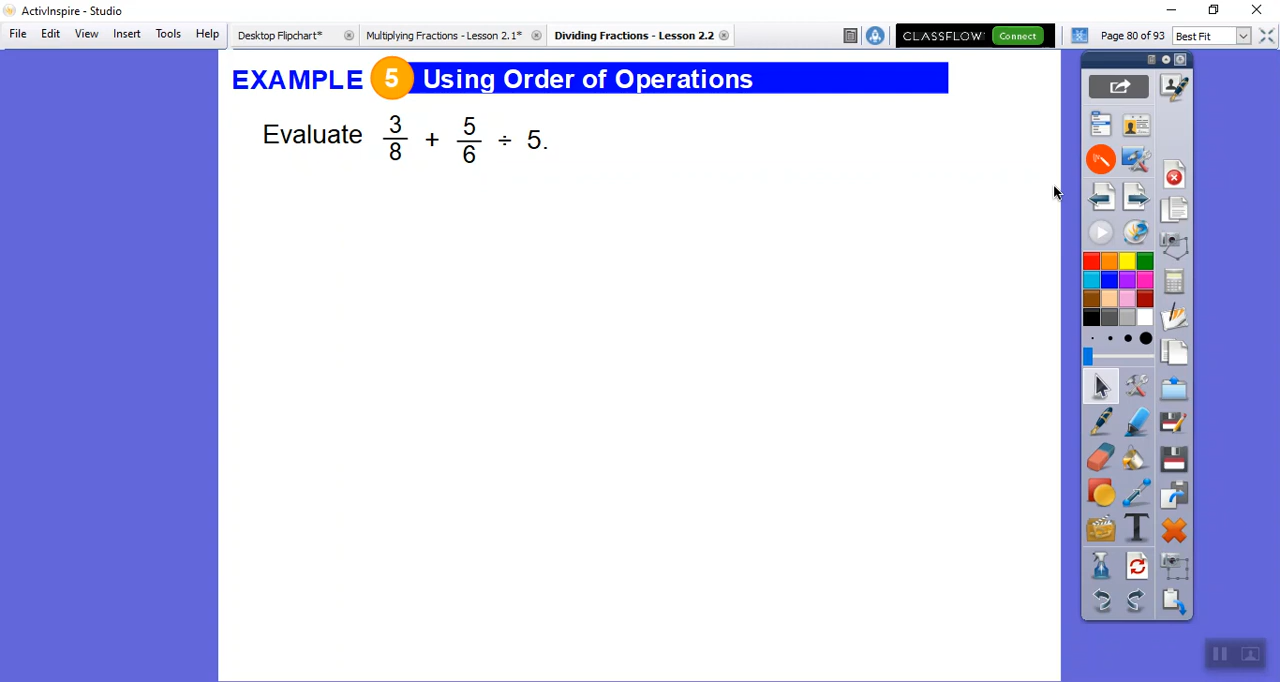 ActivInspire - Studio
File Edit View Insert Tools Help
Desktop Flipchart* Multiplying Fractions - Lesson 2.1* Dividing Fractions - Lesson 2.2
CLASSFLOW Connect
Page 80 of 93 Best Fit
EXAMPLE 5 Using Order of Operations
Evaluate 3/8 + 5/6 ÷ 5.
T